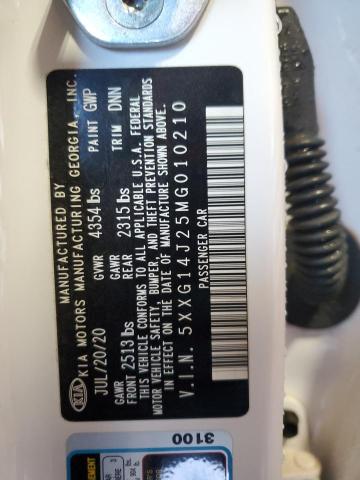 MANUFACTURED BY
KIA KIA MOTORS MANUFACTURING GEORGIA, INC.
JUL/20/20 GVWR 4354 lbs PAINT GWP
GAWR FRONT 2513 lbs GAWR REAR 2315 lbs TRIM DNN
THIS VEHICLE CONFORMS TO ALL APPLICABLE U.S.A. FEDERAL
MOTOR VEHICLE SAFETY, BUMPER, AND THEFT PREVENTION STANDARDS
IN EFFECT ON THE DATE OF MANUFACTURE SHOWN ABOVE.
V.I.N. 5XXG14J25MG010210
PASSENGER CAR
3100